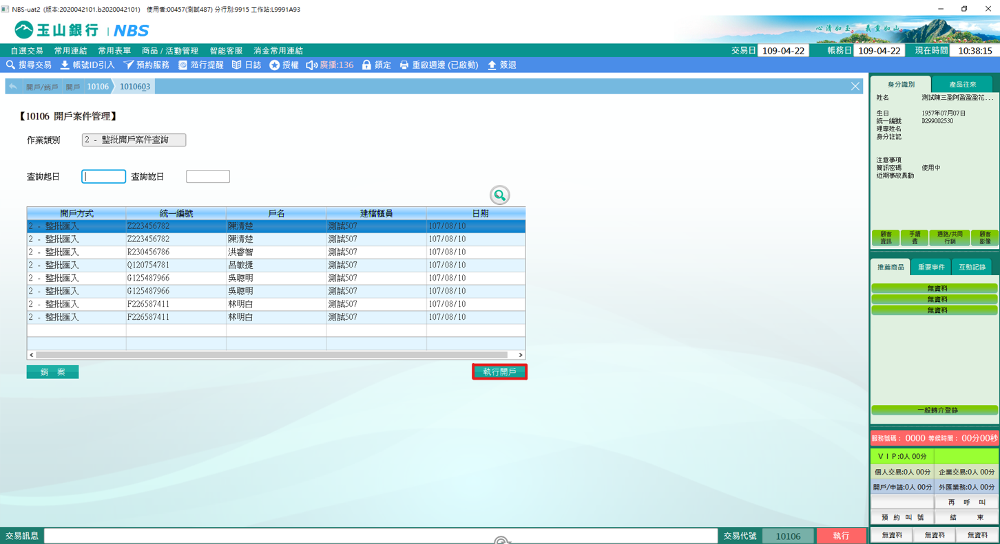 NBS-uat2 (版本:2020042101.b2020042101) 使用者:00457(測試487) 分行別:9915 工作站:L9991A93
玉山銀行 | NBS
心清如玉。義重如山。
自選交易 常用連結 常用表單 商品 / 活動管理 智能客服 消金常用連結 交易日 109-04-22 帳務日 109-04-22 現在時間 10:38:15
搜尋交易 帳號ID引入 預約服務 蒞行提醒 日誌 授權 廣播:136 鎖定 重啟週邊 (已啟動) 簽退
開戶/銷戶 開戶 10106 1010603
【10106 開戶案件管理】
作業類別 2 - 整批開戶案件查詢
查詢起日 查詢訖日
開戶方式 統一編號 戶名 建檔櫃員 日期
2 - 整批匯入 Z223456782 陳清楚 測試507 107/08/10
2 - 整批匯入 Z223456782 陳清楚 測試507 107/08/10
2 - 整批匯入 R230456786 洪睿智 測試507 107/08/10
2 - 整批匯入 Q120754781 呂敏捷 測試507 107/08/10
2 - 整批匯入 G125487966 吳聰明 測試507 107/08/10
2 - 整批匯入 G125487966 吳聰明 測試507 107/08/10
2 - 整批匯入 F226587411 林明白 測試507 107/08/10
2 - 整批匯入 F226587411 林明白 測試507 107/08/10
銷 案 執行開戶
身分識別 產品往來
姓名 測試陳三盈阿盈盈盈花...
生日 1957年07月07日
統一編號 D299002530
理專姓名
身分註記
注意事項
簡訊密碼 使用中
近期事故異動
顧客資訊 手續費 通路/共同行銷 顧客影像
推薦商品 重要事件 互動記錄
無資料
無資料
無資料
一般轉介登錄
服務號碼： 0000 等候時間： 00分00秒
ＶＩＰ:0人 00分
個人交易:0人 00分 企業交易:0人 00分
開戶/申請:0人 00分 外匯業務:0人 00分
再 呼 叫
預 約 叫 號 結 束
交易訊息 交易代號 10106 執行 無資料 無資料 無資料